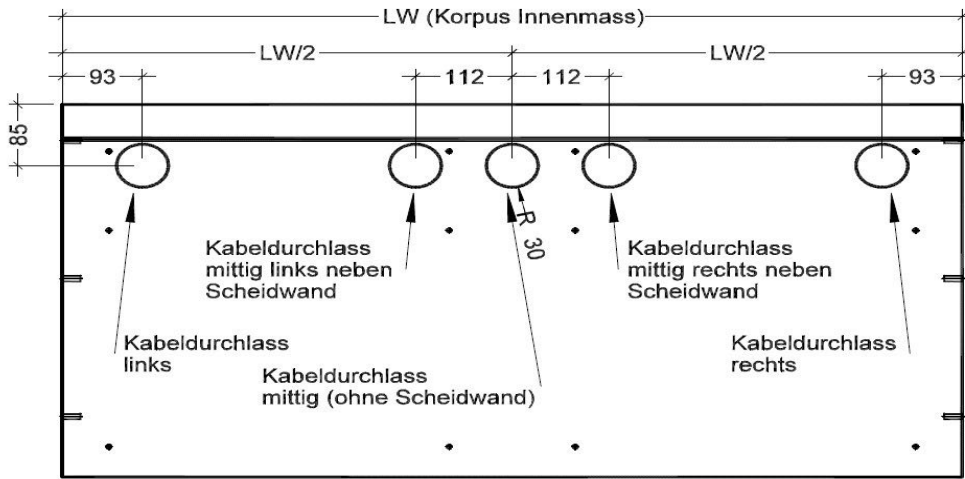 LW (Korpus Innenmass)
LW/2
LW/2
93
112
112
93
85
R 30
Kabeldurchlass
mittig links neben
Scheidwand
Kabeldurchlass
mittig rechts neben
Scheidwand
Kabeldurchlass
links
Kabeldurchlass
mittig (ohne Scheidwand)
Kabeldurchlass
rechts